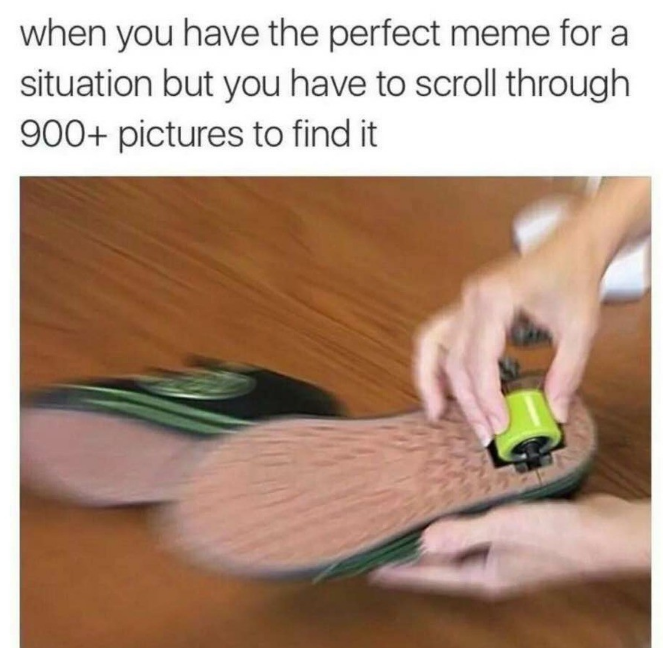 when you have the perfect meme for a
situation but you have to scroll through
900+ pictures to find it